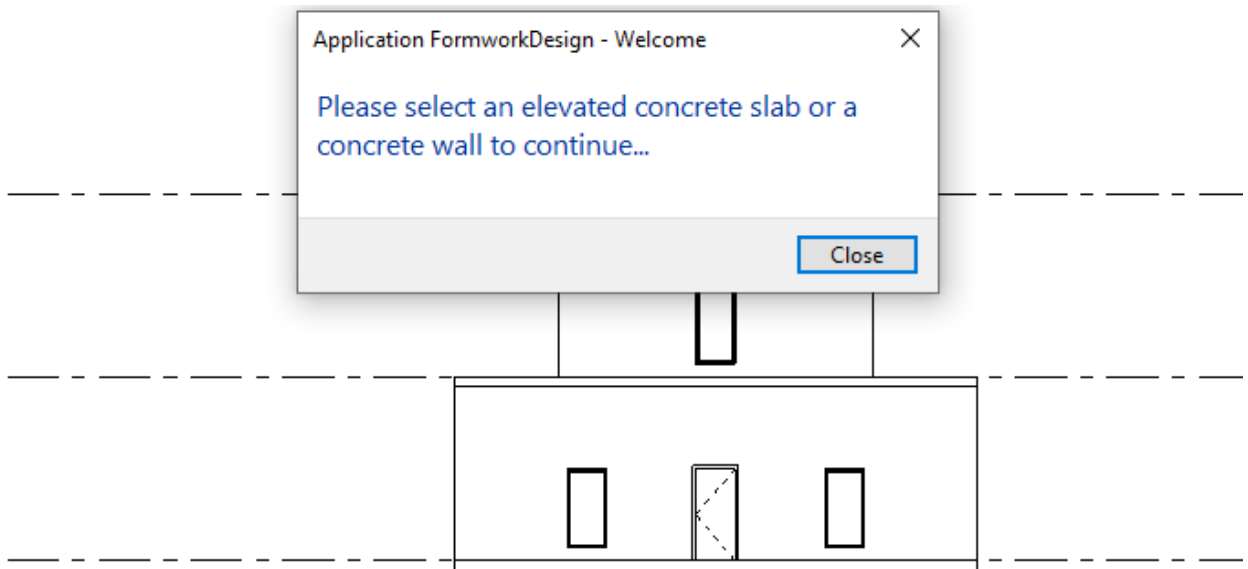 Application FormworkDesign - Welcome
Please select an elevated concrete slab or a
concrete wall to continue...
Close